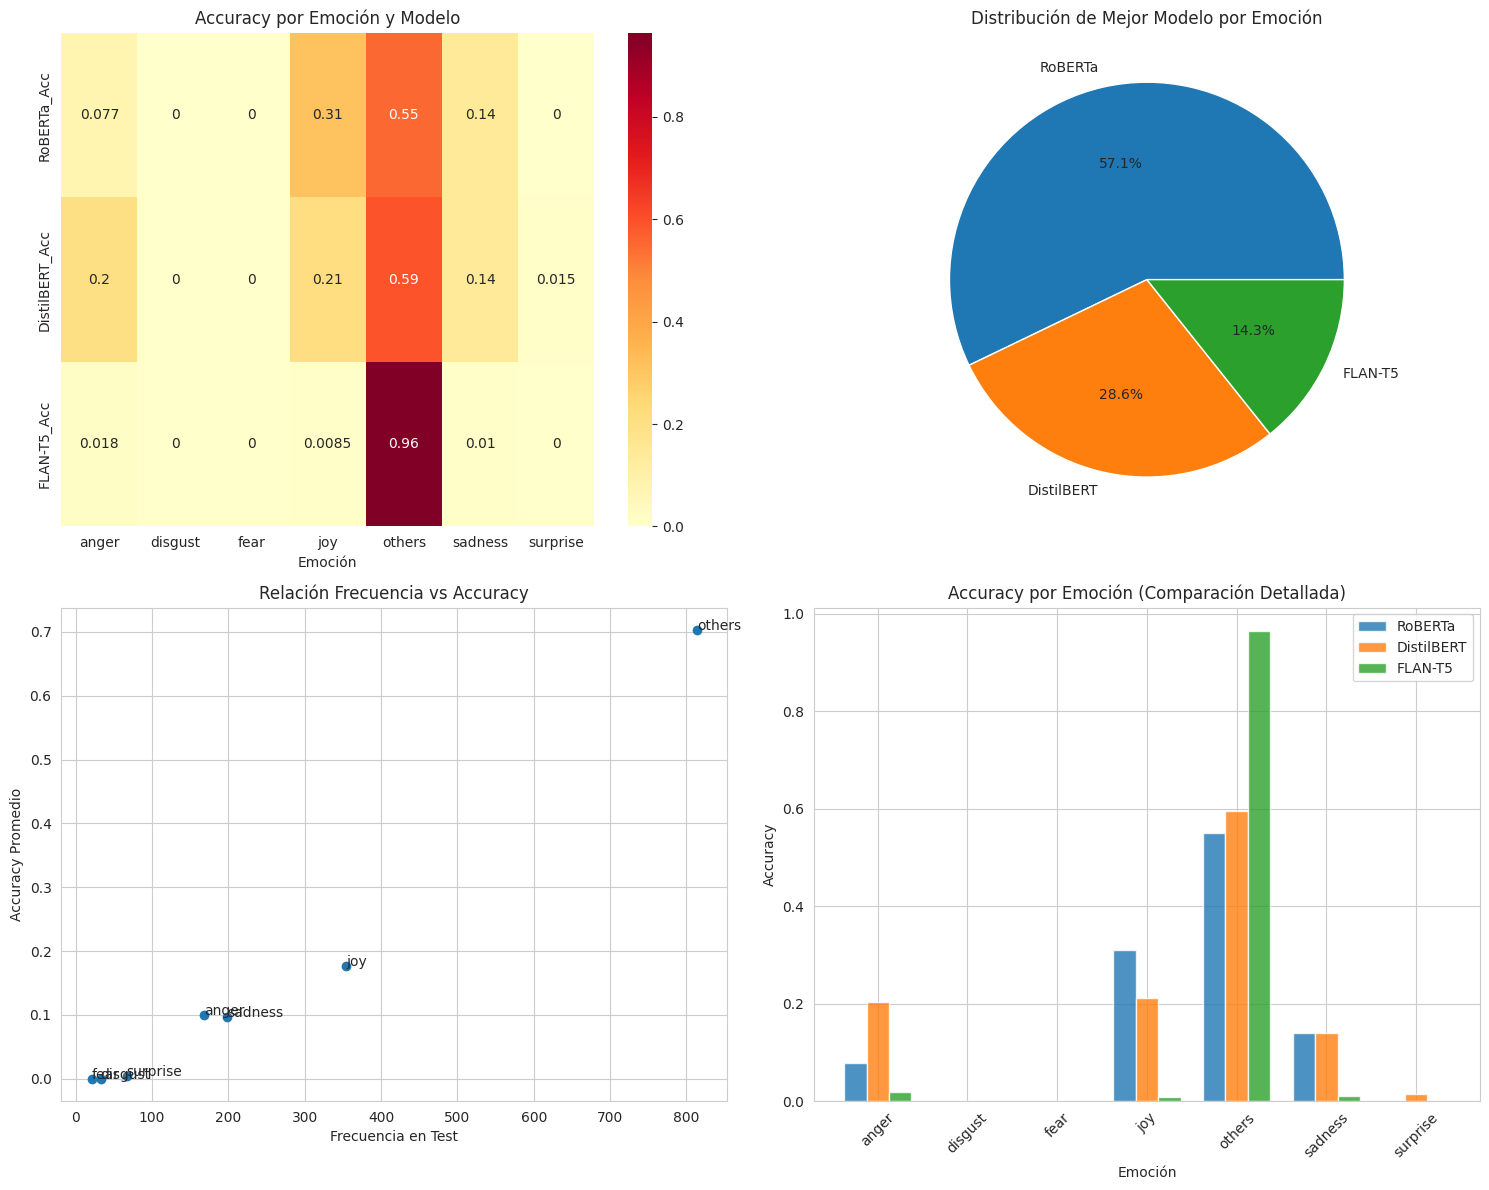 Accuracy por Emoción y Modelo
RoBERTa_Acc
0.077 0 0 0.31 0.55 0.14 0
DistilBERT_Acc
0.2 0 0 0.21 0.59 0.14 0.015
FLAN-T5_Acc
0.018 0 0 0.0085 0.96 0.01 0
anger disgust fear joy others sadness surprise
Emoción
0.8
0.6
0.4
0.2
0.0
Distribución de Mejor Modelo por Emoción
RoBERTa
57.1%
14.3%
FLAN-T5
28.6%
DistilBERT
Relación Frecuencia vs Accuracy
Accuracy Promedio
0.7
0.6
0.5
0.4
0.3
0.2
0.1
0.0
others
joy
anger
sadness
fear
disgust
surprise
0 100 200 300 400 500 600 700 800
Frecuencia en Test
Accuracy por Emoción (Comparación Detallada)
RoBERTa
DistilBERT
FLAN-T5
Accuracy
1.0
0.8
0.6
0.4
0.2
0.0
anger disgust fear joy others sadness surprise
Emoción